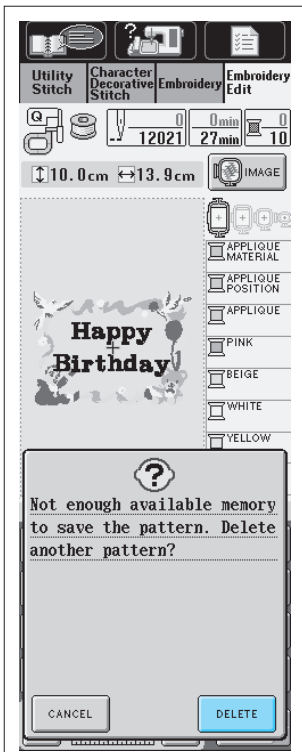 Utility
Stitch
Character
Decorative
Stitch
Embroidery
Embroidery
Edit
Q
0
12021
0min
27min
0
10
10.0cm
13.9cm
IMAGE
APPLIQUE
MATERIAL
APPLIQUE
POSITION
APPLIQUE
PINK
BEIGE
WHITE
YELLOW
Happy
Birthday
?
Not enough available memory
to save the pattern. Delete
another pattern?
CANCEL
DELETE